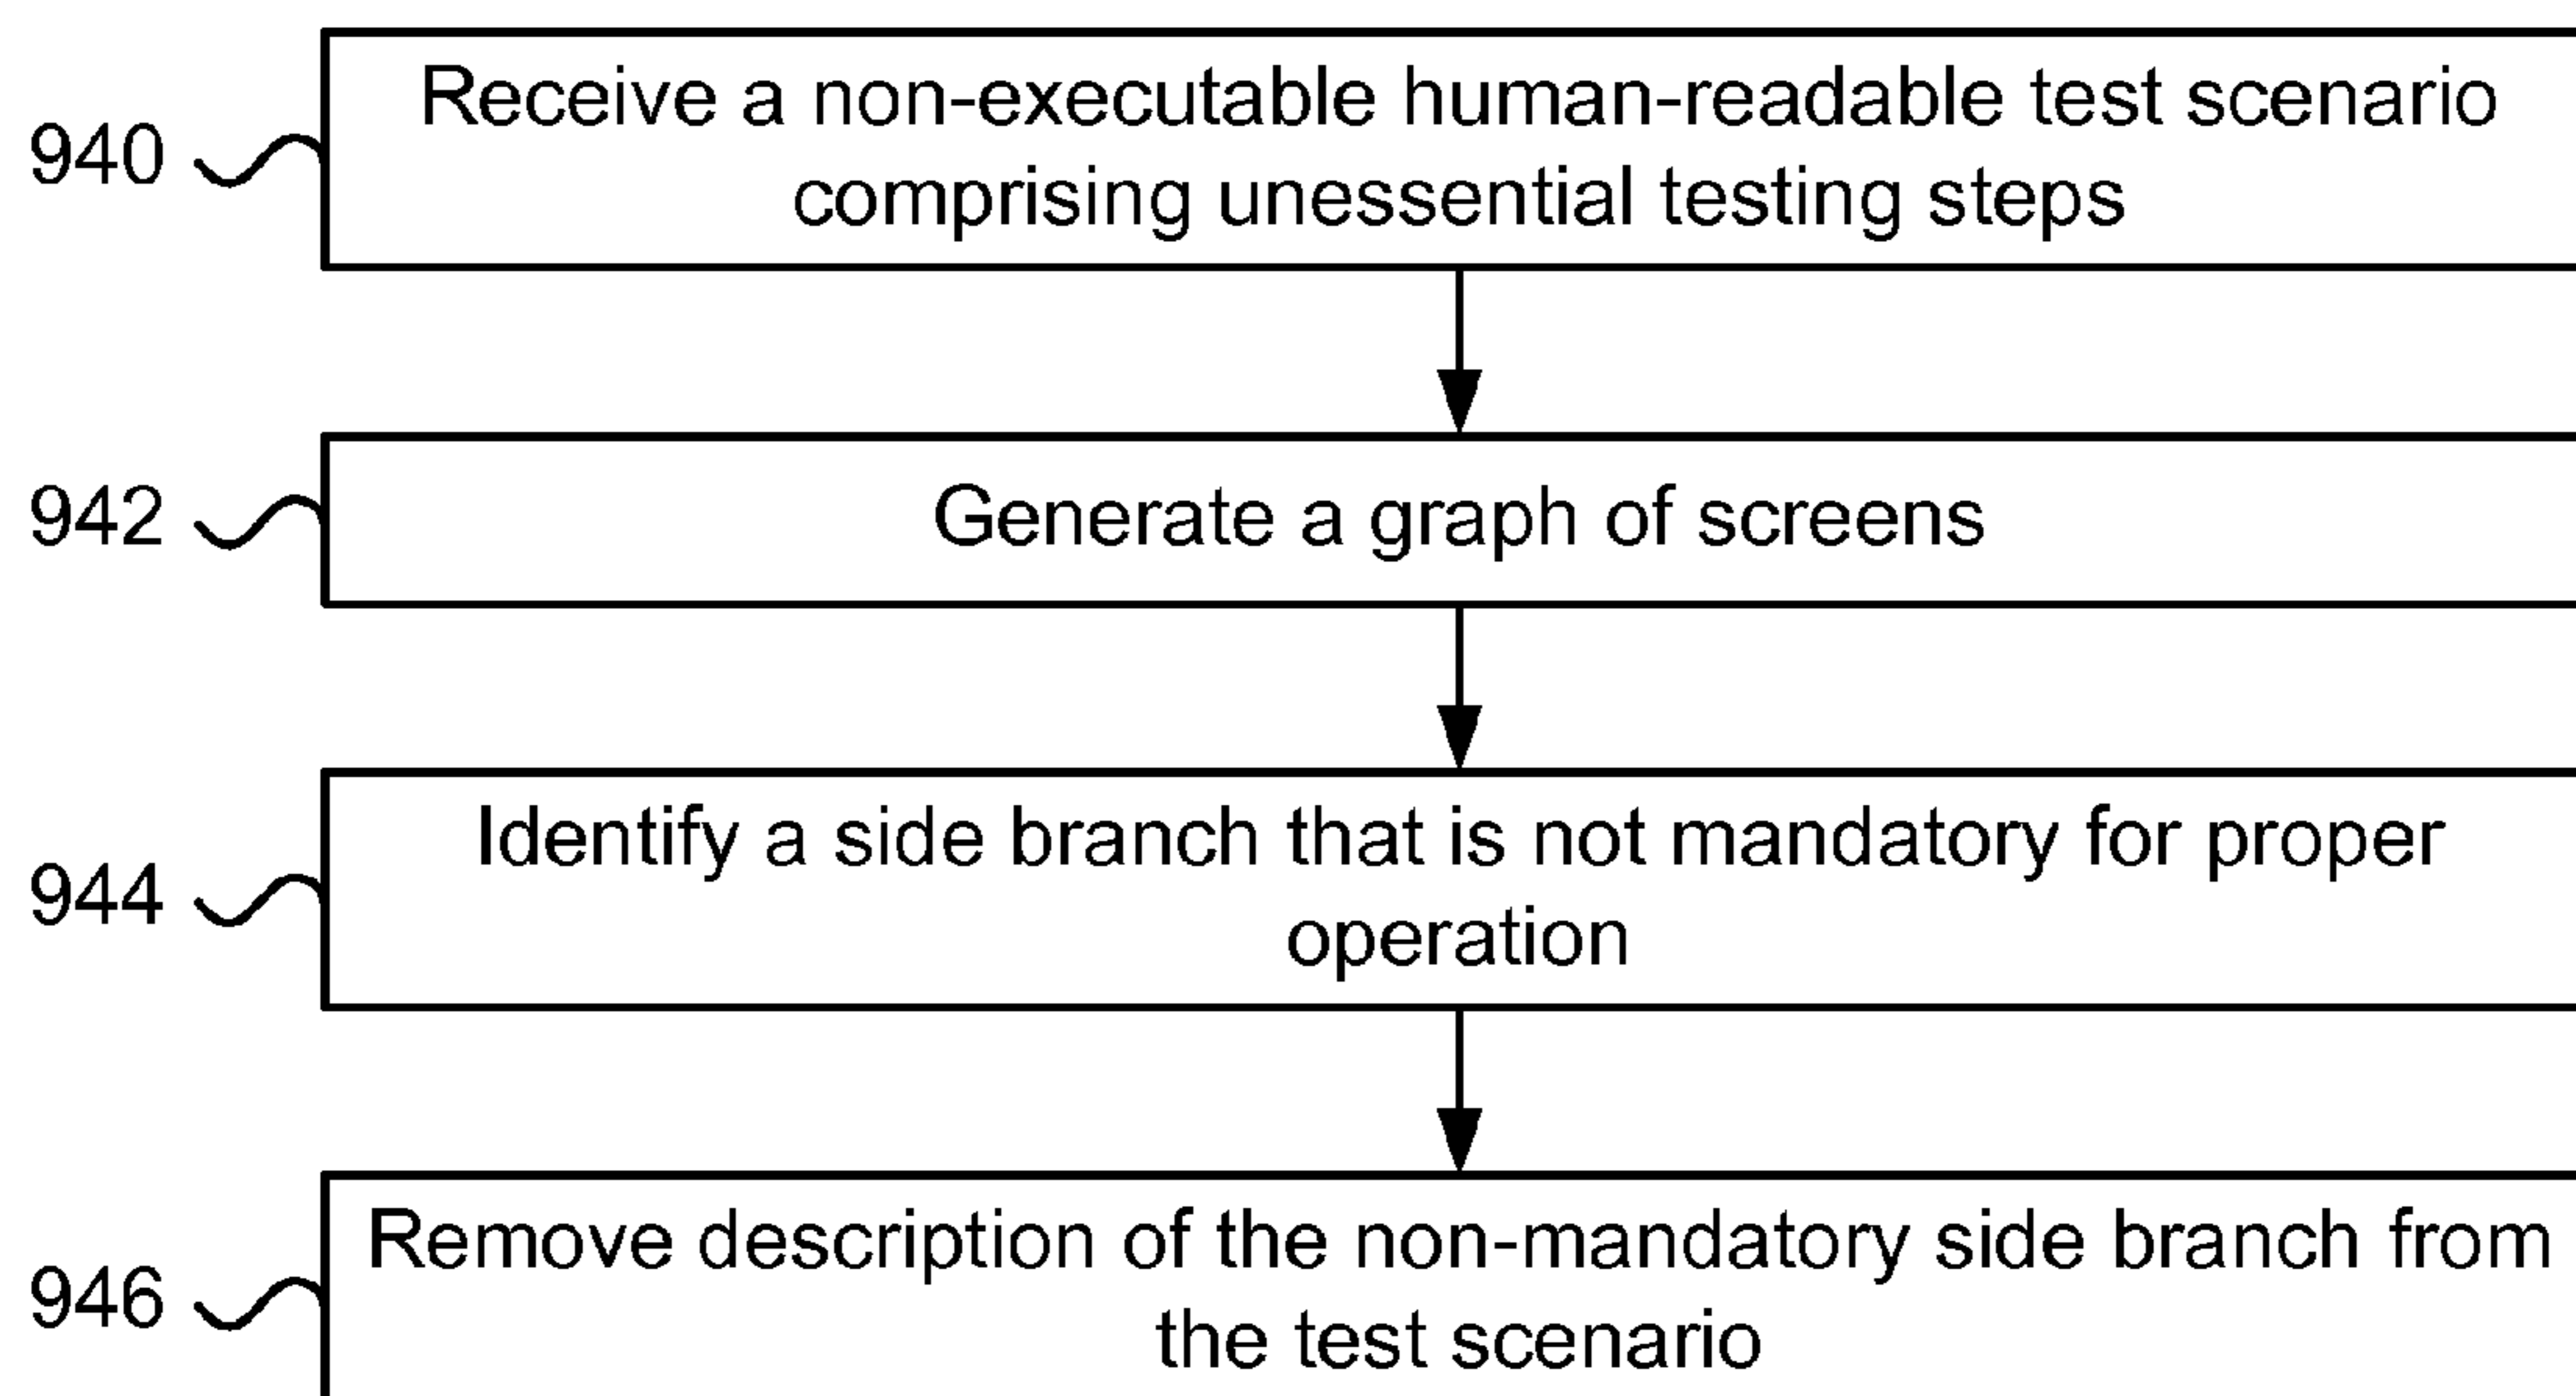 940
Receive a non-executable human-readable test scenario
comprising unessential testing steps
942
Generate a graph of screens
944
Identify a side branch that is not mandatory for proper
operation
946
Remove description of the non-mandatory side branch from
the test scenario